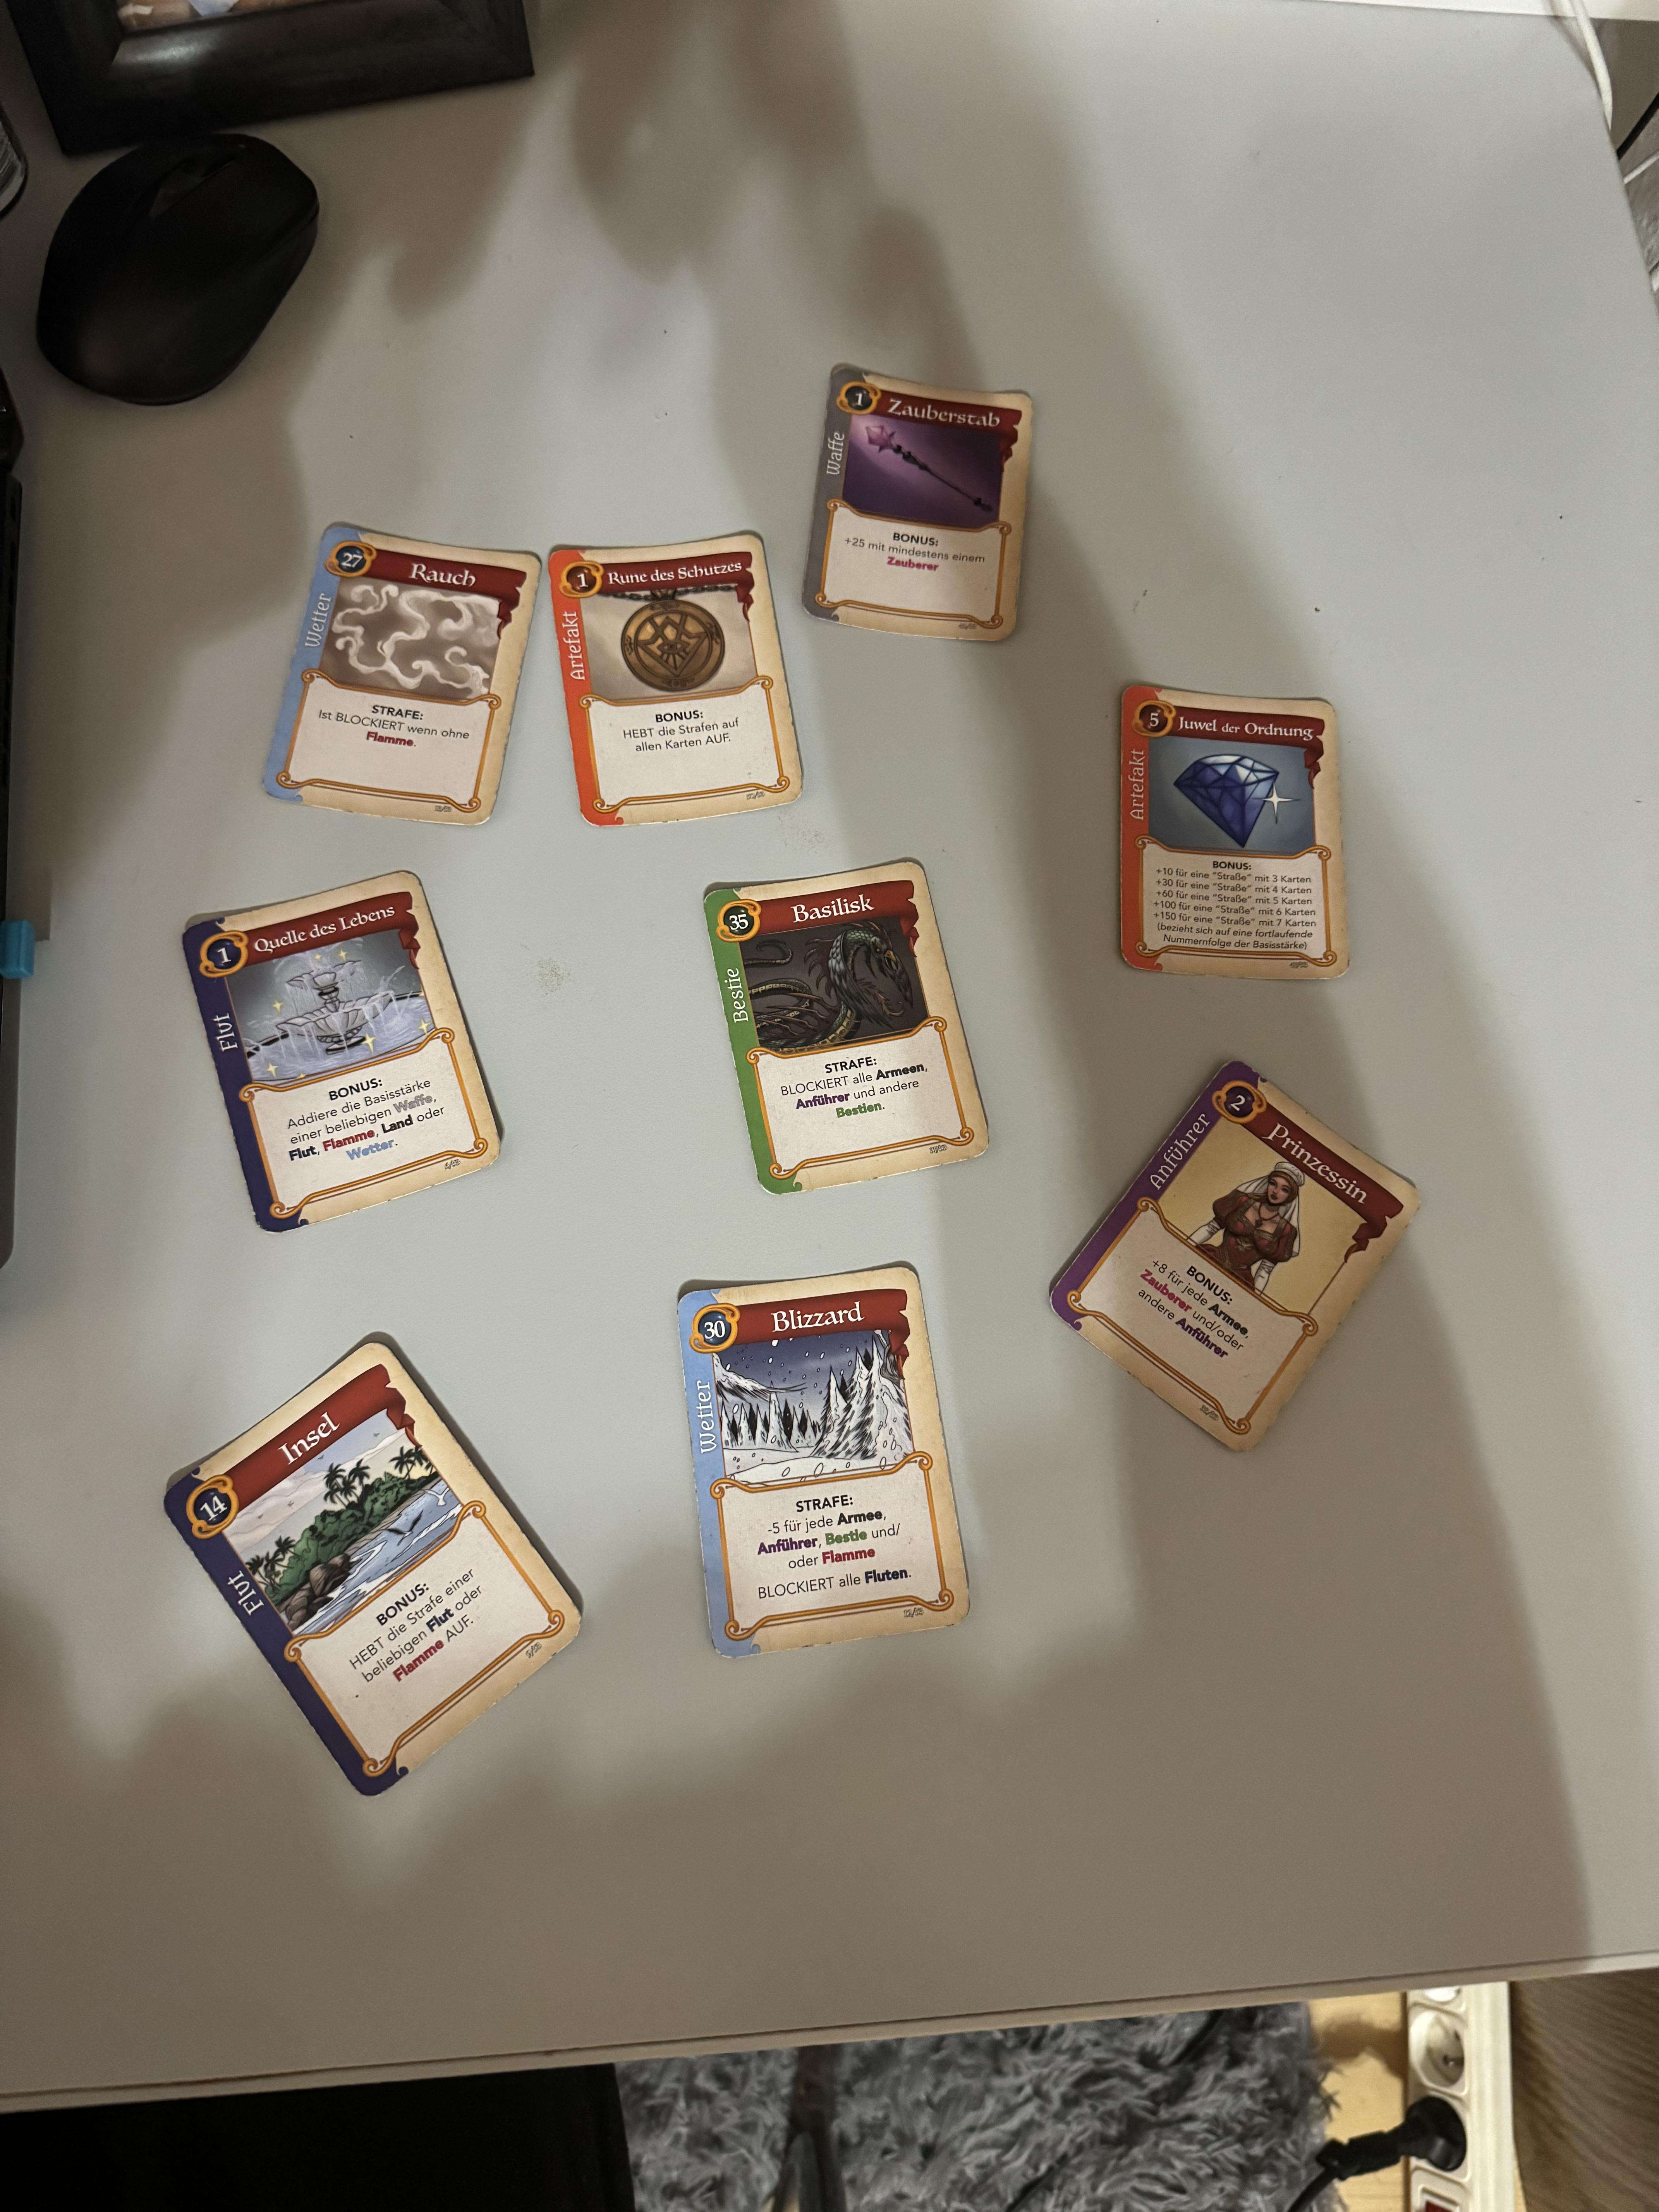 1
Zauberstab
Waffe
BONUS:
+25 mit mindestens einem
Zauberer
27
Rauch
Wetter
STRAFE:
Ist BLOCKIERT wenn ohne
Flamme.
1
Rune des Schutzes
Artefakt
BONUS:
HEBT die Strafen auf
allen Karten AUF.
5
Juwel der Ordnung
Artefakt
BONUS:
+10 für eine "Straße" mit 3 Karten
+30 für eine "Straße" mit 4 Karten
+60 für eine "Straße" mit 5 Karten
+100 für eine "Straße" mit 6 Karten
+150 für eine "Straße" mit 7 Karten
(bezieht sich auf eine fortlaufende
Nummernfolge der Basisstärke)
1
Quelle des Lebens
Flut
BONUS:
Addiere die Basisstärke
einer beliebigen Waffe,
Flut, Flamme, Land oder
Wetter.
35
Basilisk
Bestie
STRAFE:
BLOCKIERT alle Armeen,
Anführer und andere
Bestien.
2
Prinzessin
Anführer
BONUS:
+8 für jede Armee,
Zauberer und/oder
andere Anführer
14
Insel
Flut
BONUS:
HEBT die Strafe einer
beliebigen Flut oder
Flamme AUF.
30
Blizzard
Wetter
STRAFE:
-5 für jede Armee,
Anführer, Bestie und/
oder Flamme
BLOCKIERT alle Fluten.